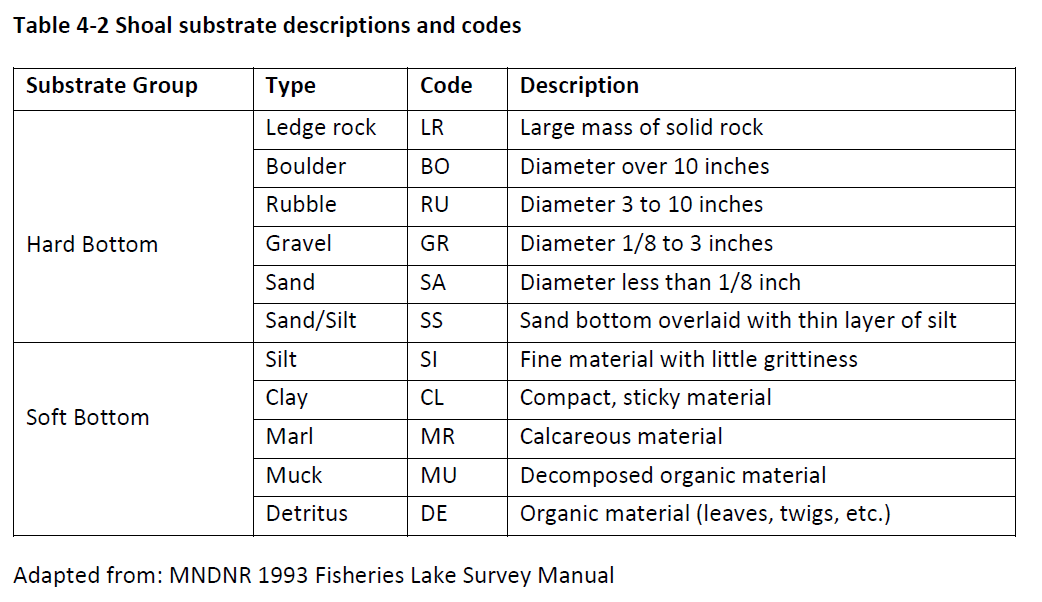 Table 4-2 Shoal substrate descriptions and codes
Substrate Group Type Code Description
Hard Bottom
Ledge rock LR Large mass of solid rock
Boulder BO Diameter over 10 inches
Rubble RU Diameter 3 to 10 inches
Gravel GR Diameter 1/8 to 3 inches
Sand SA Diameter less than 1/8 inch
Sand/Silt SS Sand bottom overlaid with thin layer of silt
Soft Bottom
Silt SI Fine material with little grittiness
Clay CL Compact, sticky material
Marl MR Calcareous material
Muck MU Decomposed organic material
Detritus DE Organic material (leaves, twigs, etc.)
Adapted from: MNDNR 1993 Fisheries Lake Survey Manual